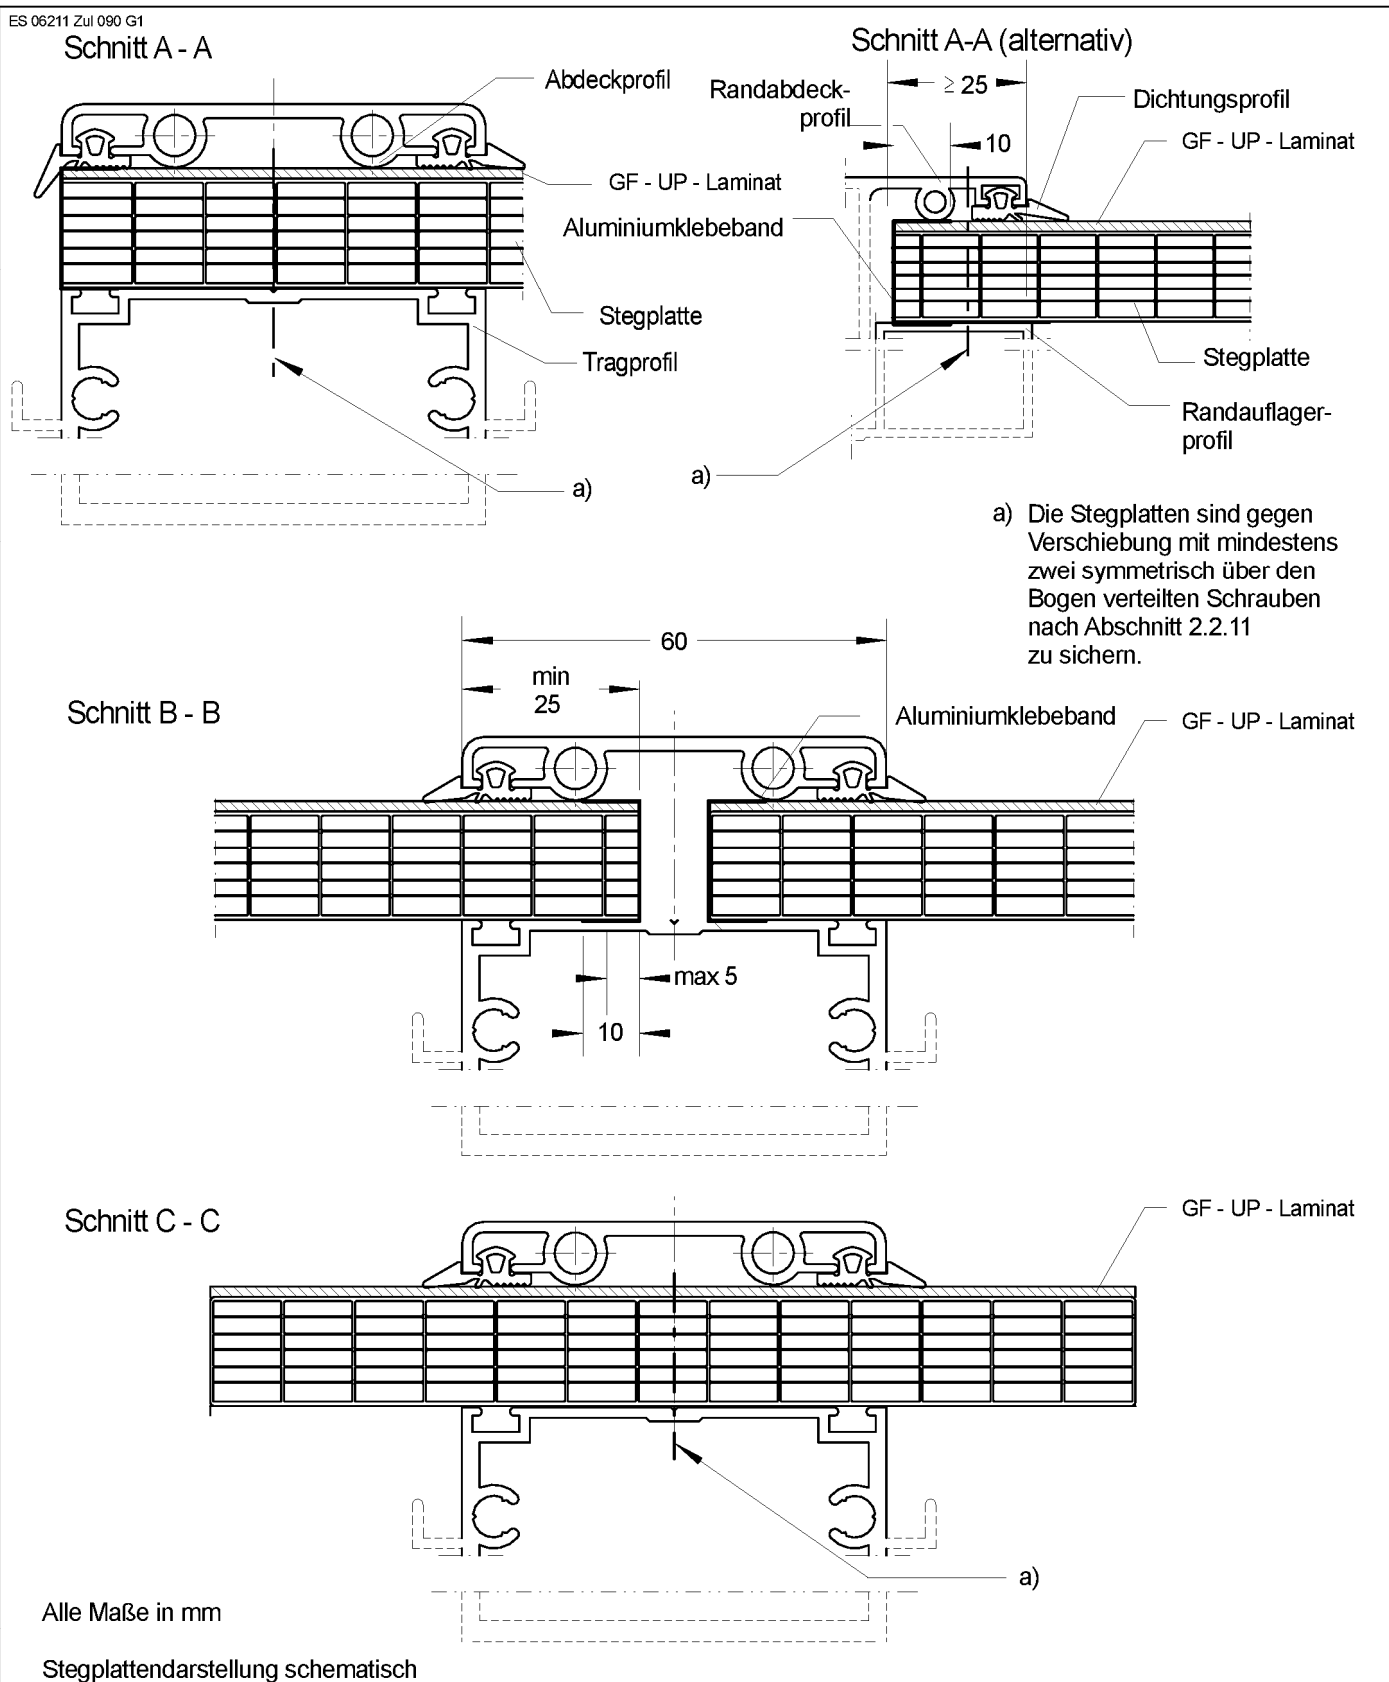 ES 06211 Zul 090 G1
Schnitt A - A
Abdeckprofil
GF - UP - Laminat
Aluminiumklebeband
Stegplatte
Tragprofil
a)
Schnitt A-A (alternativ)
≥ 25
Randabdeck-
profil
10
Dichtungsprofil
GF - UP - Laminat
Stegplatte
Randauflager-
profil
a)
a) Die Stegplatten sind gegen
Verschiebung mit mindestens
zwei symmetrisch über den
Bogen verteilten Schrauben
nach Abschnitt 2.2.11
zu sichern.
Schnitt B - B
60
min
25
Aluminiumklebeband
GF - UP - Laminat
max 5
10
Schnitt C - C
GF - UP - Laminat
a)
Alle Maße in mm
Stegplattendarstellung schematisch